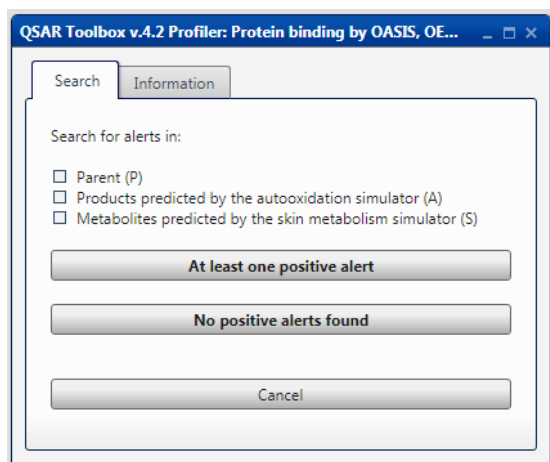 QSAR Toolbox v.4.2 Profiler: Protein binding by OASIS, OE...
Search
Information
Search for alerts in:
Parent (P)
Products predicted by the autooxidation simulator (A)
Metabolites predicted by the skin metabolism simulator (S)
At least one positive alert
No positive alerts found
Cancel